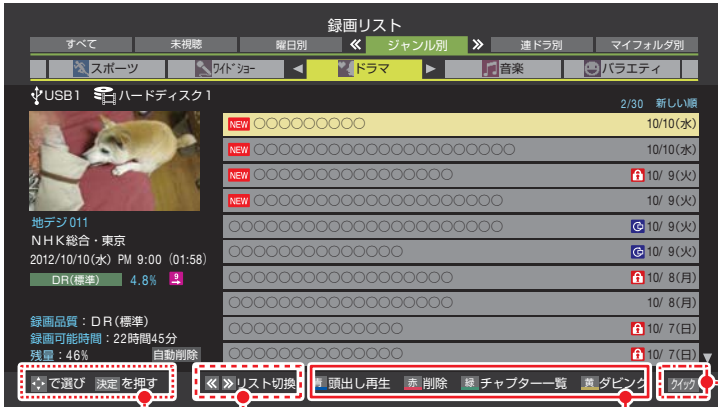 録画リスト
すべて 未視聴 曜日別 ≪ ジャンル別 ≫ 連ドラ別 マイフォルダ別
スポーツ ワイドショー ◀ ドラマ ▶ 音楽 バラエティ
USB1 ハードディスク1
2/30 新しい順
NEW ○○○○○○○○○ 10/10(水)
NEW ○○○○○○○○○○○○○○○○○○○○○ 10/10(水)
NEW ○○○○○○○○○○○○○○○○ 10/ 9(火)
NEW ○○○○○○○○○○○○○○○○○○○○ 10/ 9(火)
○○○○○○○○○○○○○○○○○○○○○○ 10/ 9(火)
○○○○○○○○○○○○○○ 10/ 9(火)
○○○○○○○○○○○○○○○○○○ 10/ 8(月)
○○○○○○○○○○○○○○○○○○ 10/ 8(月)
○○○○○○○○○○○○○○ 10/ 7(日)
○○○○○○○○○○○○○○ 10/ 7(日)
地デジ011
NHK総合・東京
2012/10/10(水) PM 9:00 (01:58)
DR(標準) 4.8% 9
録画品質：DR(標準)
録画可能時間：22時間45分
残量：46% 自動削除
で選び 決定 を押す ≪ ≫ リスト切換 青 頭出し再生 赤 削除 緑 チャプター一覧 黄 ダビング クイック